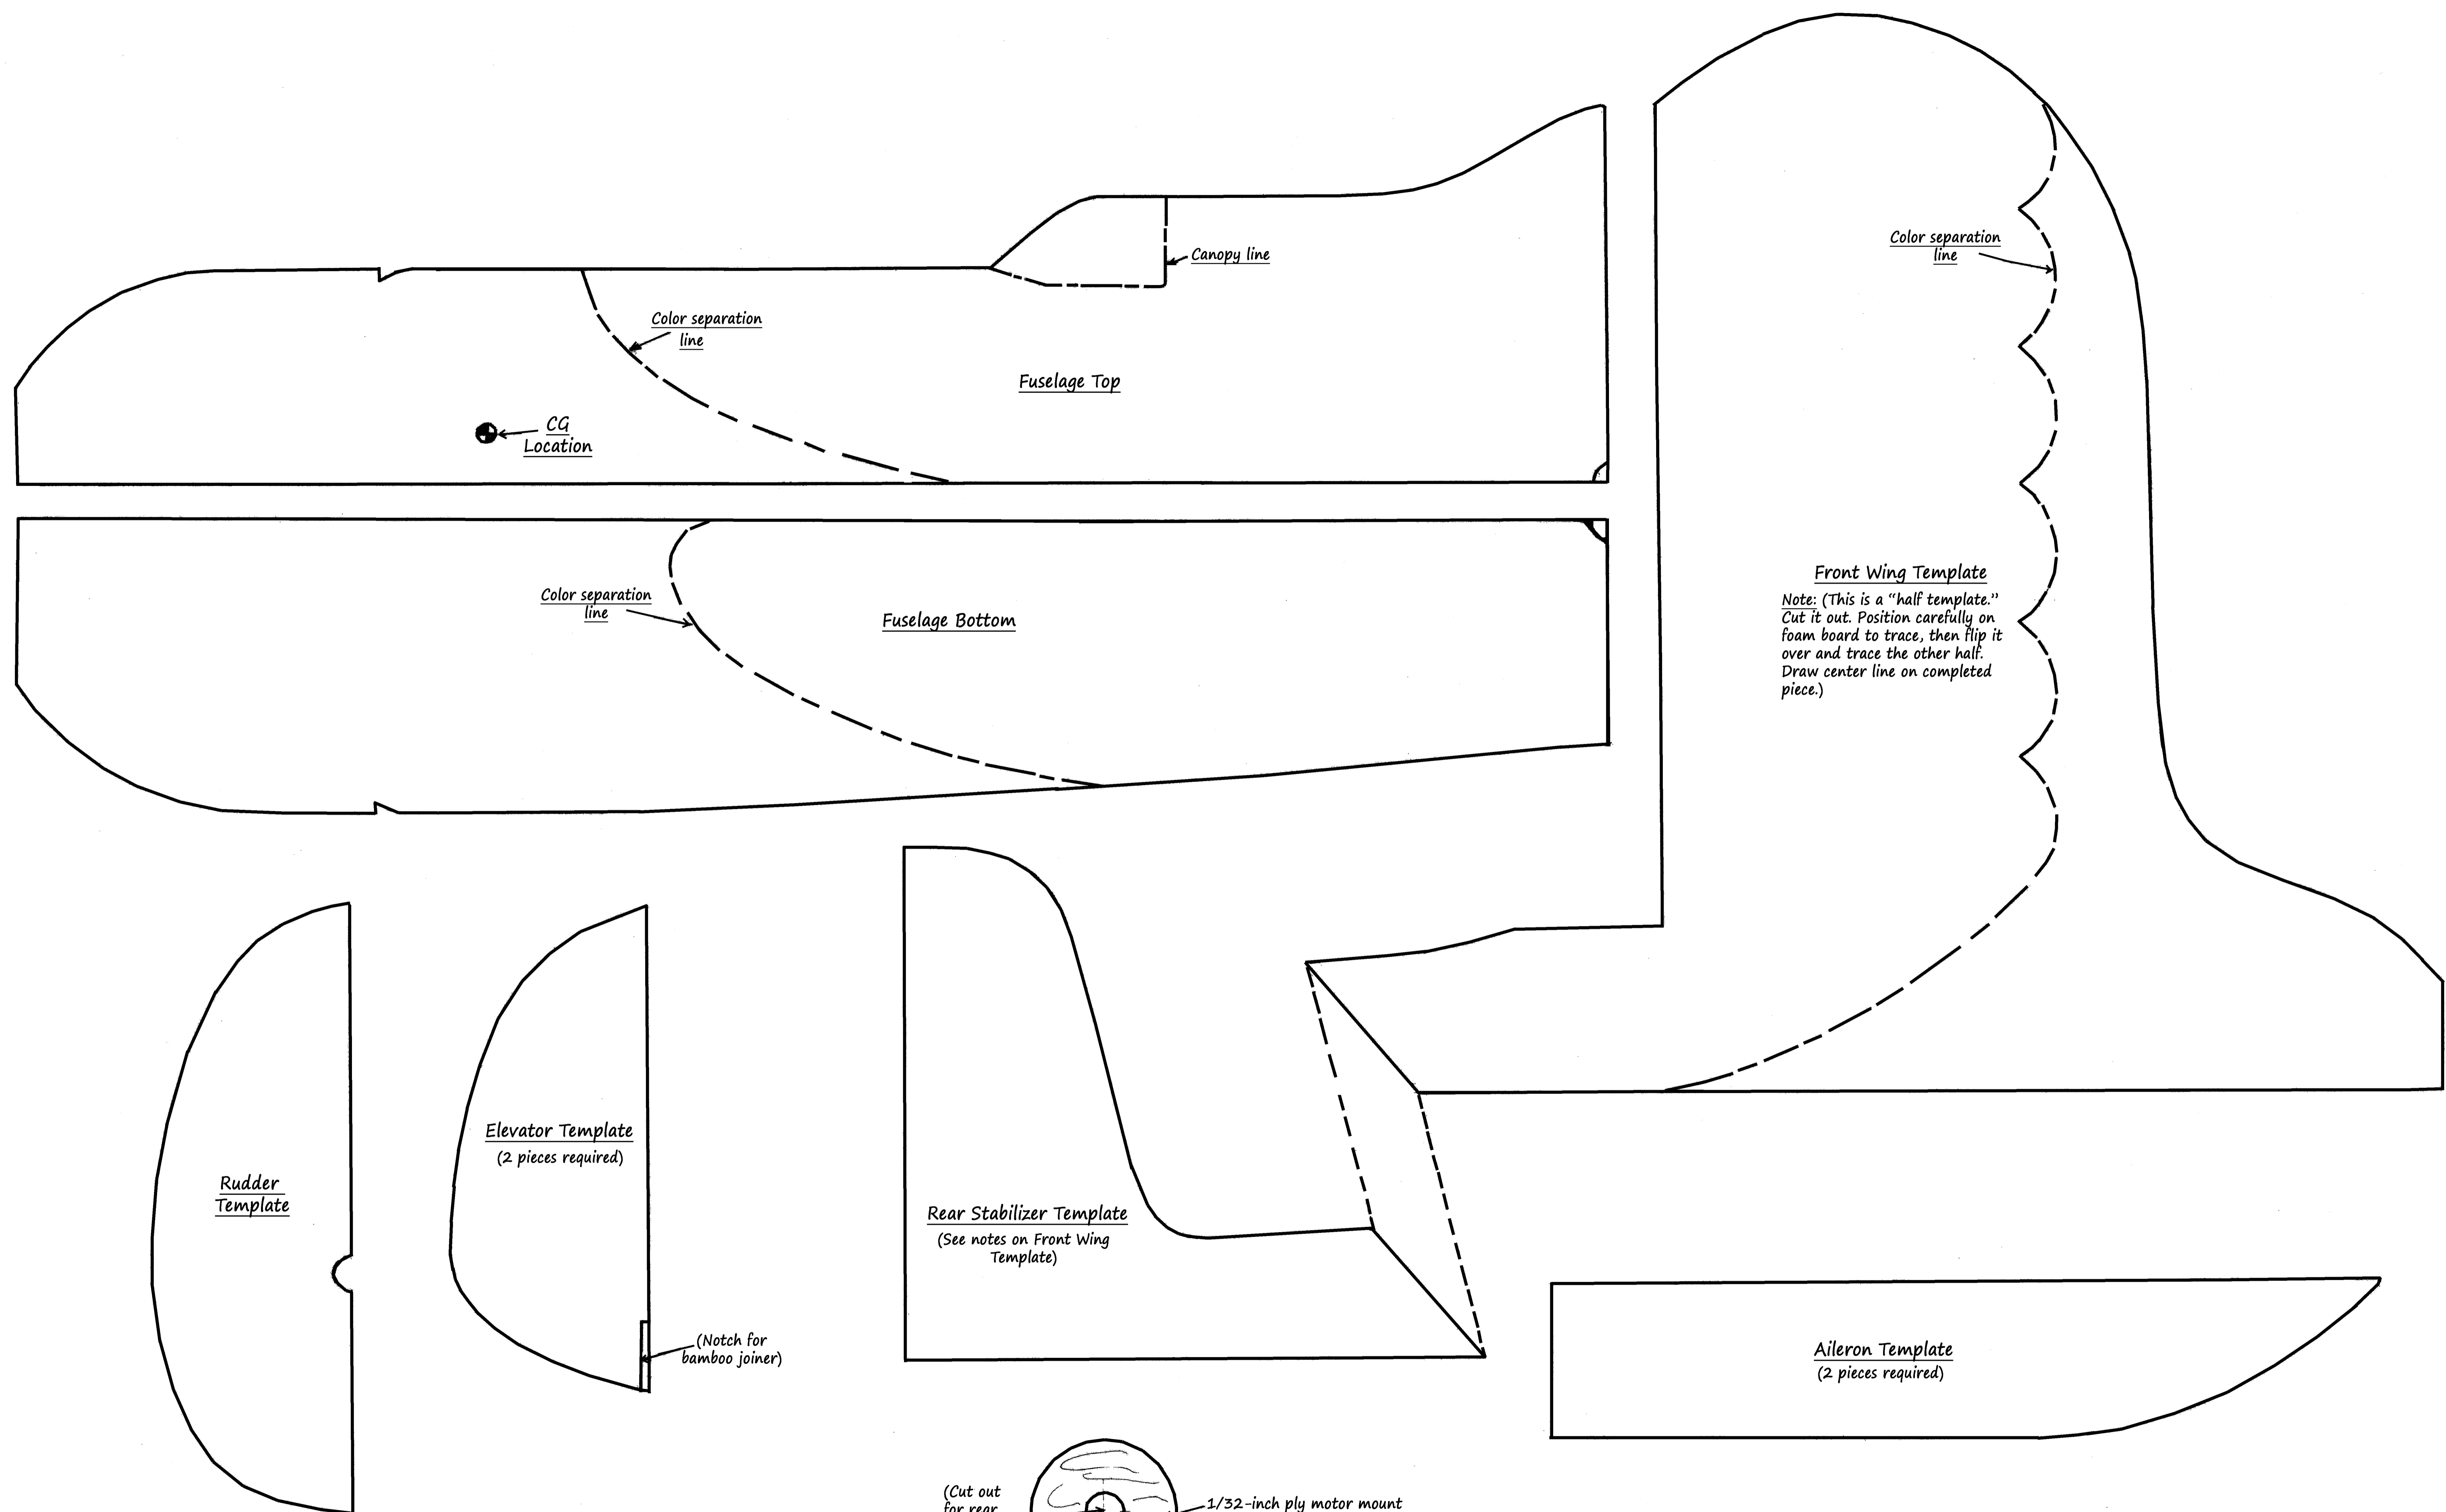 Canopy line
Color separation
line
Color separation
line
Fuselage Top
CG
Location
Color separation
line
Fuselage Bottom
Front Wing Template
Note: (This is a “half template.”
Cut it out. Position carefully on
foam board to trace, then flip it
over and trace the other half.
Draw center line on completed
piece.)
Elevator Template
(2 pieces required)
Rudder
Template
Rear Stabilizer Template
(See notes on Front Wing
Template)
(Notch for
bamboo joiner)
Aileron Template
(2 pieces required)
(Cut out
for rear
1/32-inch ply motor mount